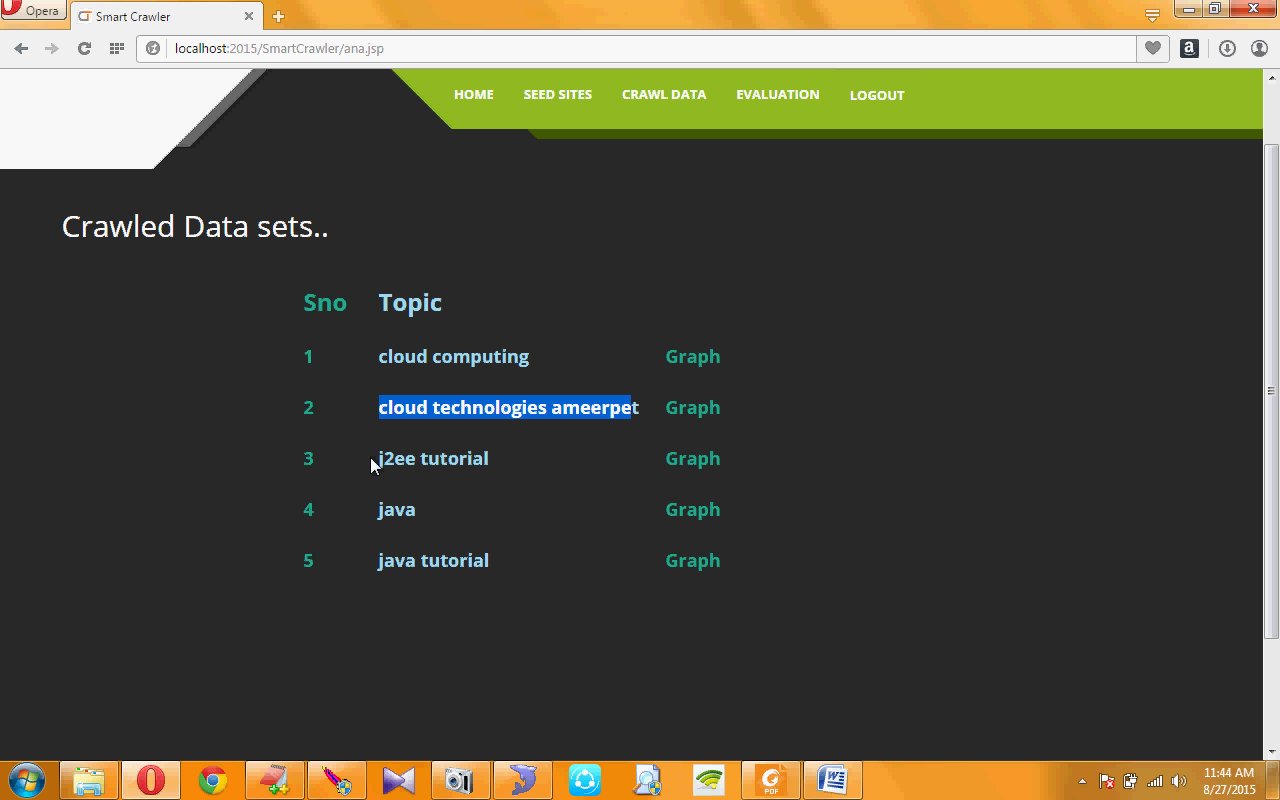 Opera
Smart Crawler
localhost:2015/SmartCrawler/ana.jsp
HOME SEED SITES CRAWL DATA EVALUATION LOGOUT
Crawled Data sets..
Sno Topic
1 cloud computing Graph
2 cloud technologies ameerpet Graph
3 j2ee tutorial Graph
4 java Graph
5 java tutorial Graph
PDF
11:44 AM
8/27/2015